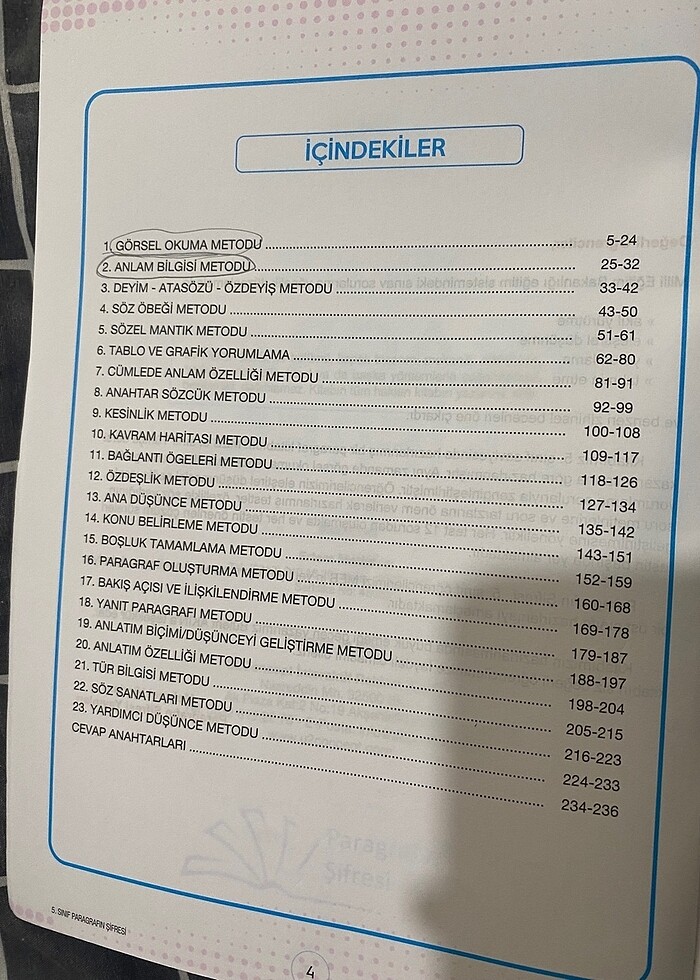 İÇİNDEKİLER
1. GÖRSEL OKUMA METODU ........ 5-24
2. ANLAM BİLGİSİ METODU ........ 25-32
3. DEYİM - ATASÖZÜ - ÖZDEYİŞ METODU ........ 33-42
4. SÖZ ÖBEĞİ METODU ........ 43-50
5. SÖZEL MANTIK METODU ........ 51-61
6. TABLO VE GRAFİK YORUMLAMA ........ 62-80
7. CÜMLEDE ANLAM ÖZELLİĞİ METODU ........ 81-91
8. ANAHTAR SÖZCÜK METODU ........ 92-99
9. KESİNLİK METODU ........ 100-108
10. KAVRAM HARİTASI METODU ........ 109-117
11. BAĞLANTI ÖGELERİ METODU ........ 118-126
12. ÖZDEŞLİK METODU ........ 127-134
13. ANA DÜŞÜNCE METODU ........ 135-142
14. KONU BELİRLEME METODU ........ 143-151
15. BOŞLUK TAMAMLAMA METODU ........ 152-159
16. PARAGRAF OLUŞTURMA METODU ........ 160-168
17. BAKIŞ AÇISI VE İLİŞKİLENDİRME METODU ........ 169-178
18. YANIT PARAGRAFI METODU ........ 179-187
19. ANLATIM BİÇİMİ/DÜŞÜNCEYİ GELİŞTİRME METODU ........ 188-197
20. ANLATIM ÖZELLİĞİ METODU ........ 198-204
21. TÜR BİLGİSİ METODU ........ 205-215
22. SÖZ SANATLARI METODU ........ 216-223
23. YARDIMCI DÜŞÜNCE METODU ........ 224-233
CEVAP ANAHTARLARI ........ 234-236
5. SINIF PARAGRAFIN ŞİFRESİ
4